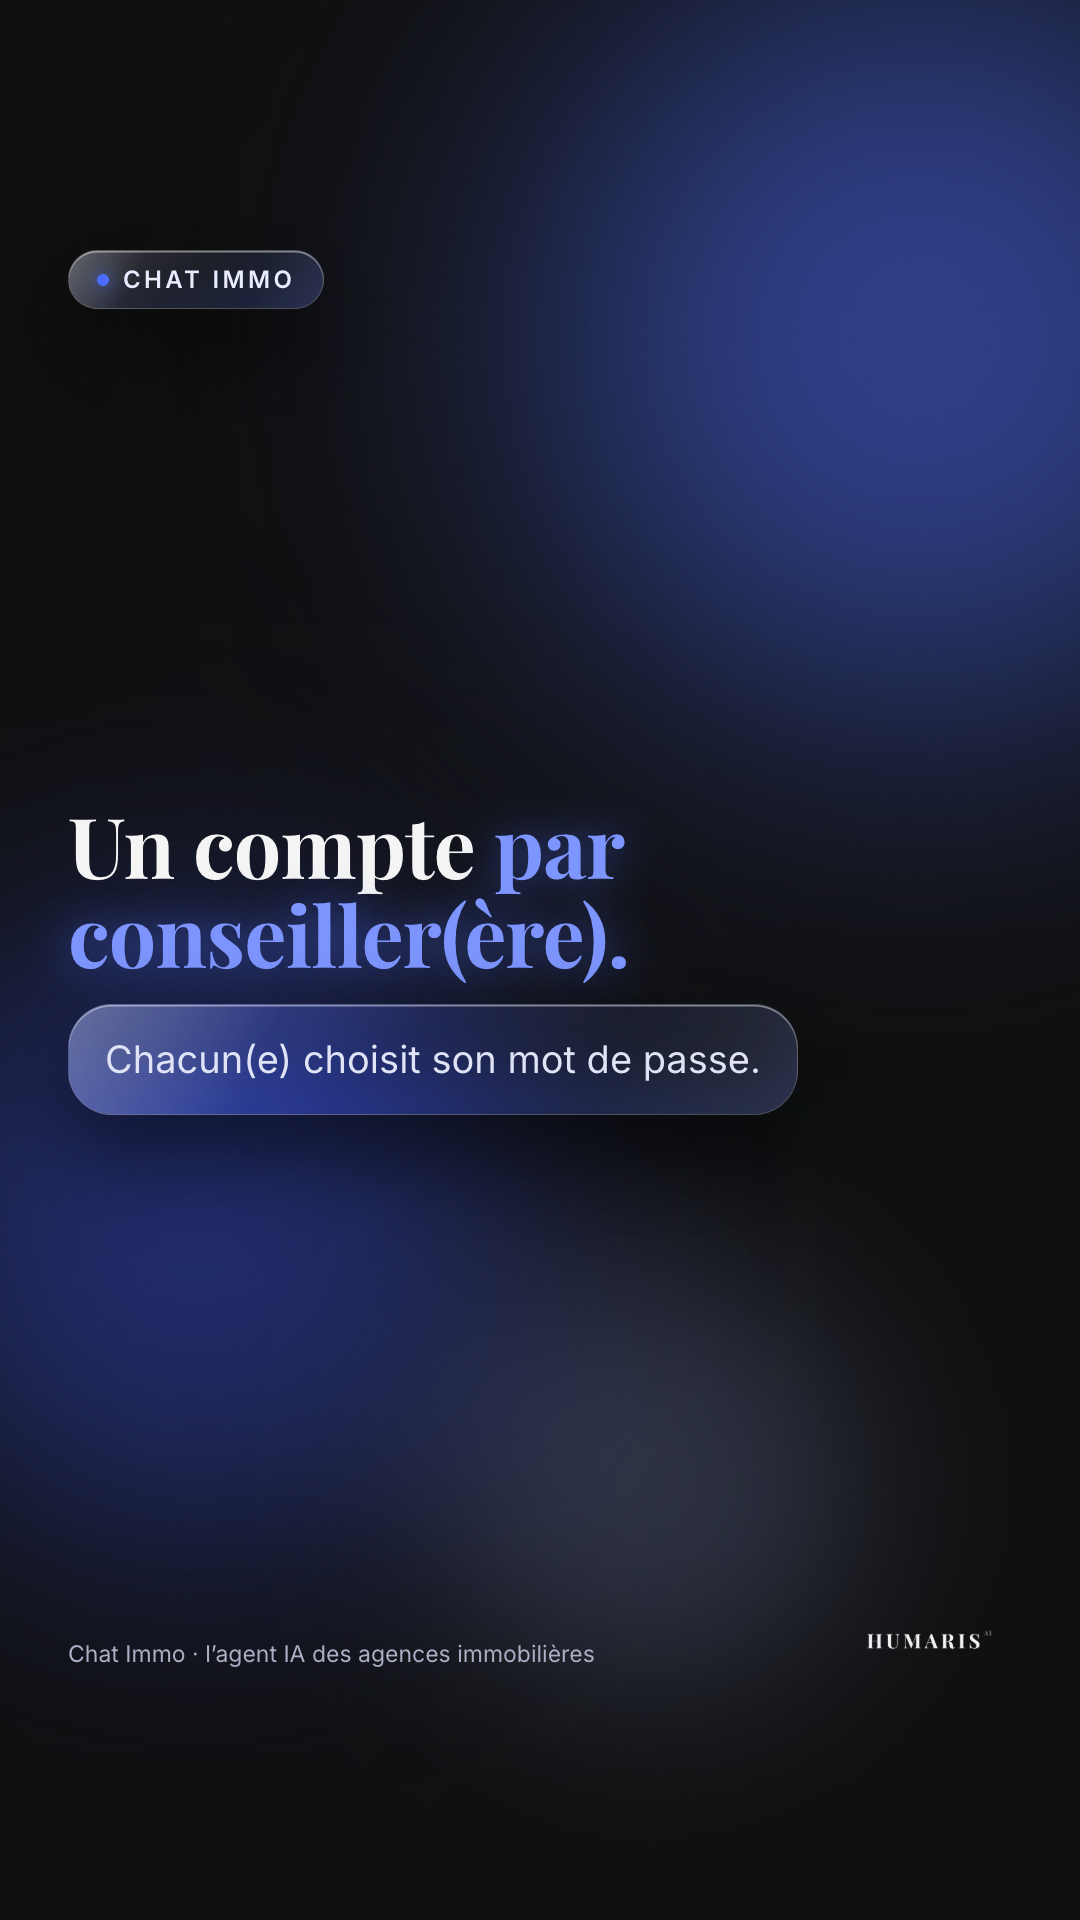 CHAT IMMO
Un compte par
conseiller(ère).
Chacun(e) choisit son mot de passe.
Chat Immo · l’agent IA des agences immobilières
HUMARIS AI